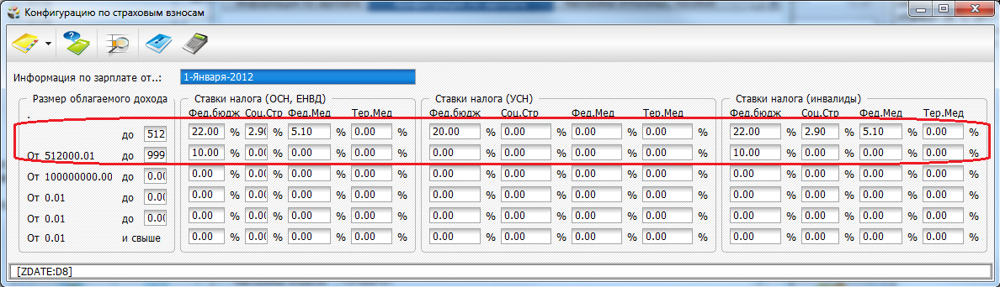 Конфигурацию по страховым взносам
Информация по зарплате от..: 1-Января-2012
Размер облагаемого дохода Ставки налога (ОСН, ЕНВД) Ставки налога (УСН) Ставки налога (инвалиды)
. Фед.бюдж Соц.Стр Фед.Мед Тер.Мед Фед.бюдж Соц.Стр Фед.Мед Тер.Мед Фед.бюдж Соц.Стр Фед.Мед Тер.Мед
до 512 22.00 % 2.90 % 5.10 % 0.00 % 20.00 % 0.00 % 0.00 % 0.00 % 22.00 % 2.90 % 5.10 % 0.00 %
От 512000.01 до 999 10.00 % 0.00 % 0.00 % 0.00 % 0.00 % 0.00 % 0.00 % 0.00 % 10.00 % 0.00 % 0.00 % 0.00 %
От 100000000.00 до 0.00 0.00 % 0.00 % 0.00 % 0.00 % 0.00 % 0.00 % 0.00 % 0.00 % 0.00 % 0.00 % 0.00 % 0.00 %
От 0.01 до 0.00 0.00 % 0.00 % 0.00 % 0.00 % 0.00 % 0.00 % 0.00 % 0.00 % 0.00 % 0.00 % 0.00 % 0.00 %
От 0.01 до 0.00 0.00 % 0.00 % 0.00 % 0.00 % 0.00 % 0.00 % 0.00 % 0.00 % 0.00 % 0.00 % 0.00 % 0.00 %
От 0.01 и свыше 0.00 % 0.00 % 0.00 % 0.00 % 0.00 % 0.00 % 0.00 % 0.00 % 0.00 % 0.00 % 0.00 % 0.00 %
[ZDATE:D8]